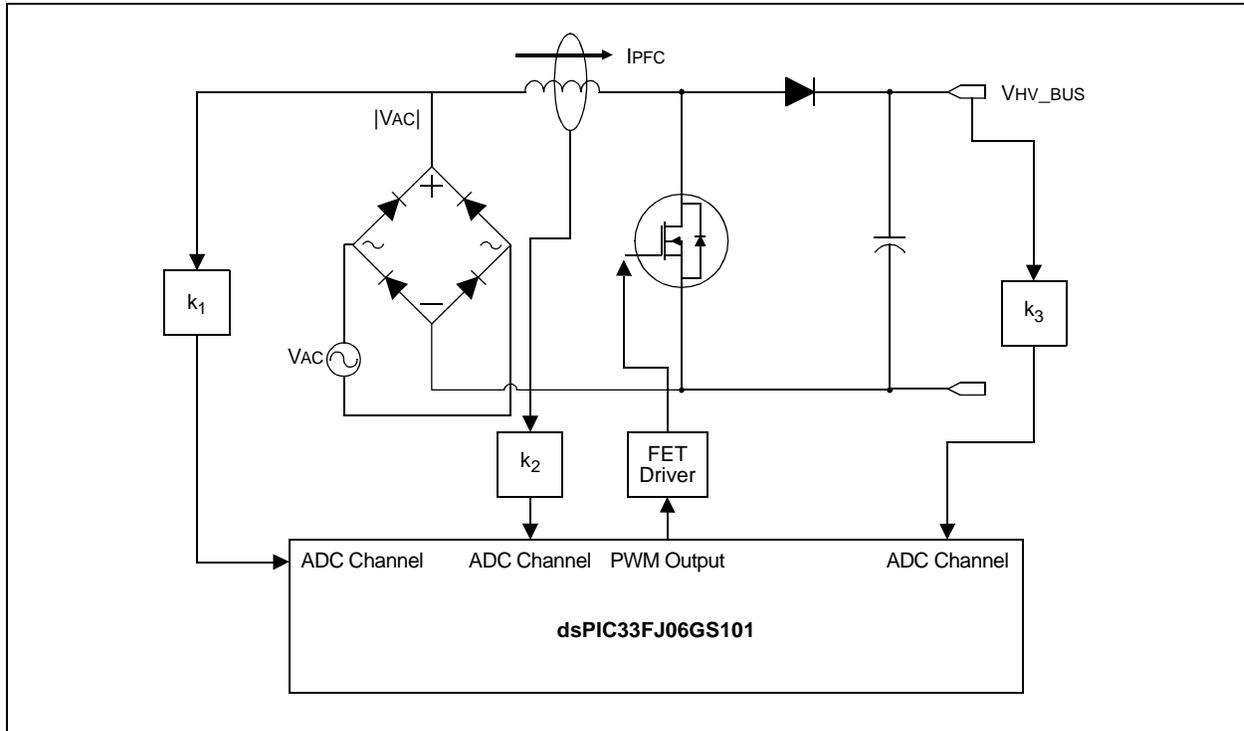 IPFC
|VAC|
VHV_BUS
k1
k3
VAC
k2
FET
Driver
ADC Channel
ADC Channel
PWM Output
ADC Channel
dsPIC33FJ06GS101